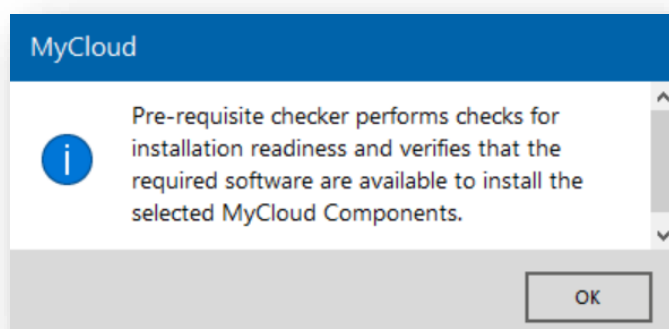 MyCloud
Pre-requisite checker performs checks for
installation readiness and verifies that the
required software are available to install the
selected MyCloud Components.
OK